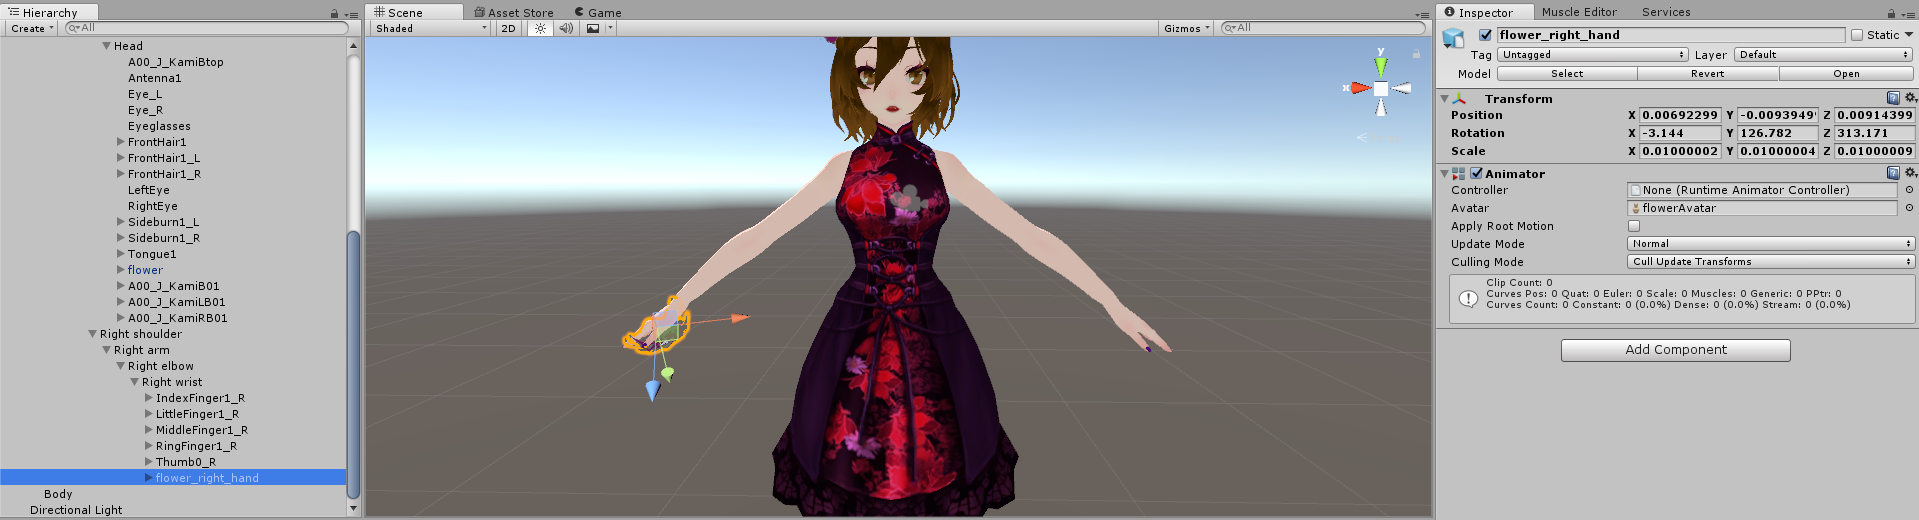 Hierarchy
Create
All
Head
A00_J_KamiBtop
Antenna1
Eye_L
Eye_R
Eyeglasses
FrontHair1
FrontHair1_L
FrontHair1_R
LeftEye
RightEye
Sideburn1_L
Sideburn1_R
Tongue1
flower
A00_J_KamiB01
A00_J_KamiLB01
A00_J_KamiRB01
Right shoulder
Right arm
Right elbow
Right wrist
IndexFinger1_R
LittleFinger1_R
MiddleFinger1_R
RingFinger1_R
Thumb0_R
flower_right_hand
Body
Directional Light
Scene Asset Store Game
Shaded 2D Gizmos All
y
x
Inspector Muscle Editor Services
flower_right_hand Static
Tag Untagged Layer Default
Model Select Revert Open
Transform
Position X 0.00692299 Y -0.0093949 Z 0.00914399
Rotation X -3.144 Y 126.782 Z 313.171
Scale X 0.01000002 Y 0.01000004 Z 0.01000009
Animator
Controller None (Runtime Animator Controller)
Avatar flowerAvatar
Apply Root Motion
Update Mode Normal
Culling Mode Cull Update Transforms
Clip Count: 0
Curves Pos: 0 Quat: 0 Euler: 0 Scale: 0 Muscles: 0 Generic: 0 PPtr: 0
Curves Count: 0 Constant: 0 (0.0%) Dense: 0 (0.0%) Stream: 0 (0.0%)
Add Component